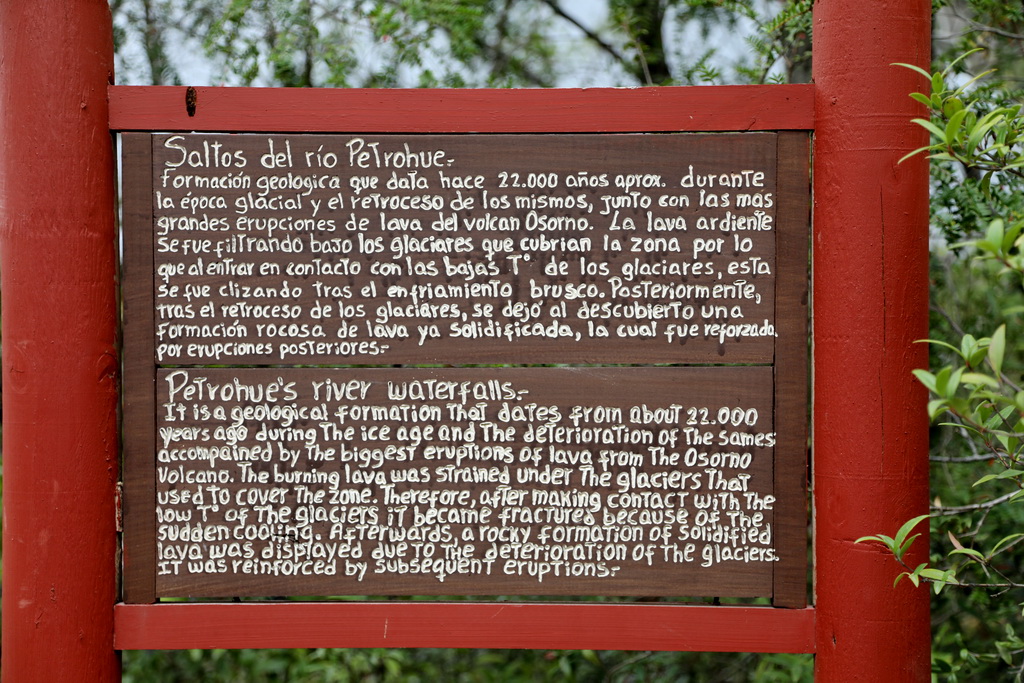 Saltos del río Petrohue.-
Formación geologica que data hace 22.000 años aprox. durante
la época glacial y el retroceso de los mismos, junto con las mas
grandes erupciones de lava del volcan Osorno. La lava ardiente
se fue filtrando bajo los glaciares que cubrian la zona por lo
que al entrar en contacto con las bajas T° de los glaciares, esta
se fue clizando tras el enfriamiento brusco. Posteriormente,
tras el retroceso de los glaciares, se dejó al descubierto una
formación rocosa de lava ya solidificada, la cual fue reforzada
por erupciones posteriores.-
Petrohue's river waterfalls.-
It is a geological formation that dates from about 22.000
years ago during the ice age and the deterioration of the sames
accompained by the biggest eruptions of lava from the Osorno
volcano. The burning lava was strained under the glaciers that
used to cover the zone. Therefore, after making contact with the
low T° of the glaciers it became fractured because of the
sudden cooling. Afterwards, a rocky formation of solidified
lava was displayed due to the deterioration of the glaciers.
It was reinforced by subsequent eruptions.-